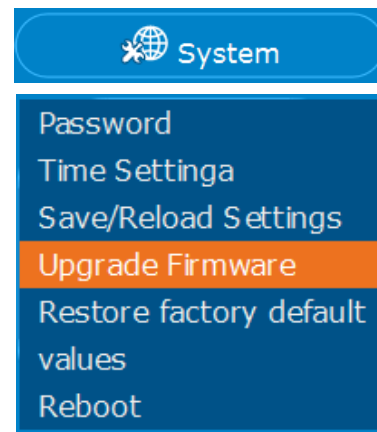 System
Password
Time Settinga
Save/Reload Settings
Upgrade Firmware
Restore factory default
values
Reboot